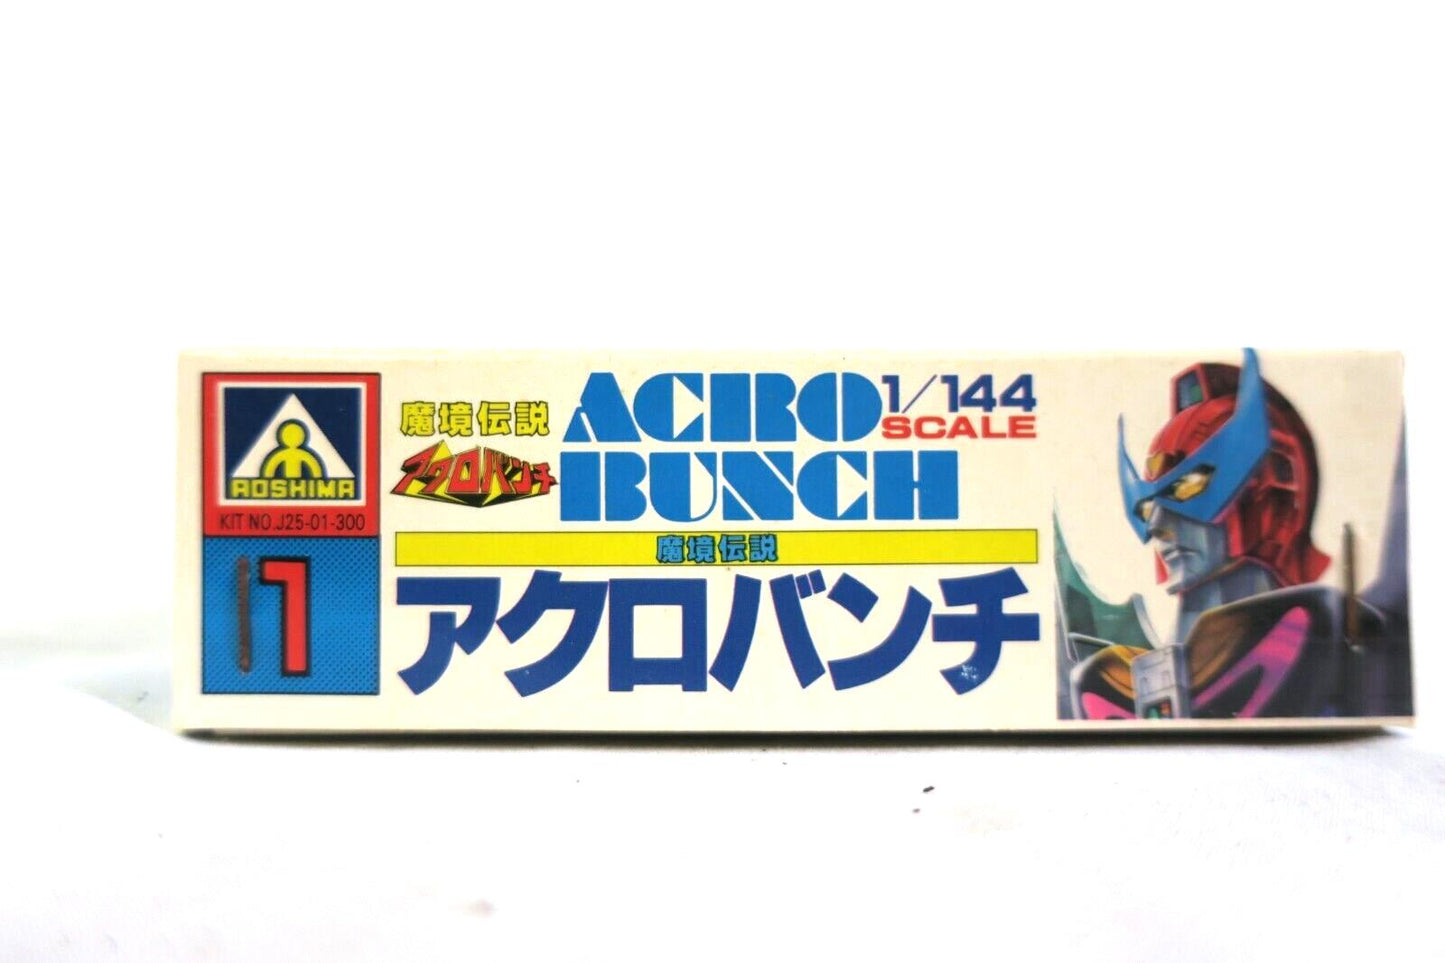 AOSHIMA
KIT NO.J25-01-300
1
魔境伝説
アクロバンチ
ACRO
BUNCH
1/144
SCALE
魔境伝説
アクロバンチ